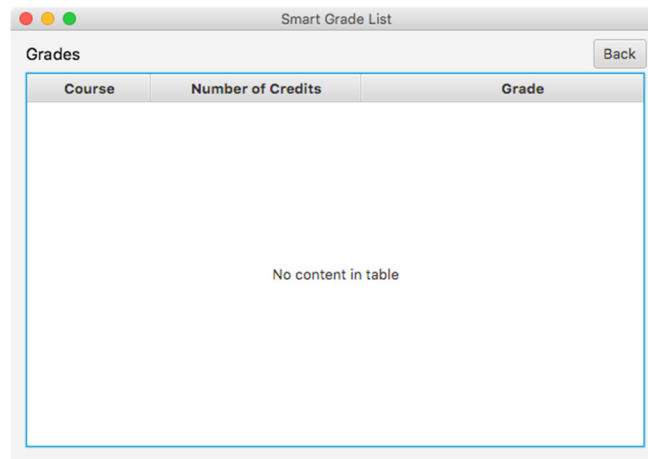 Smart Grade List
Grades Back
Course Number of Credits Grade
No content in table